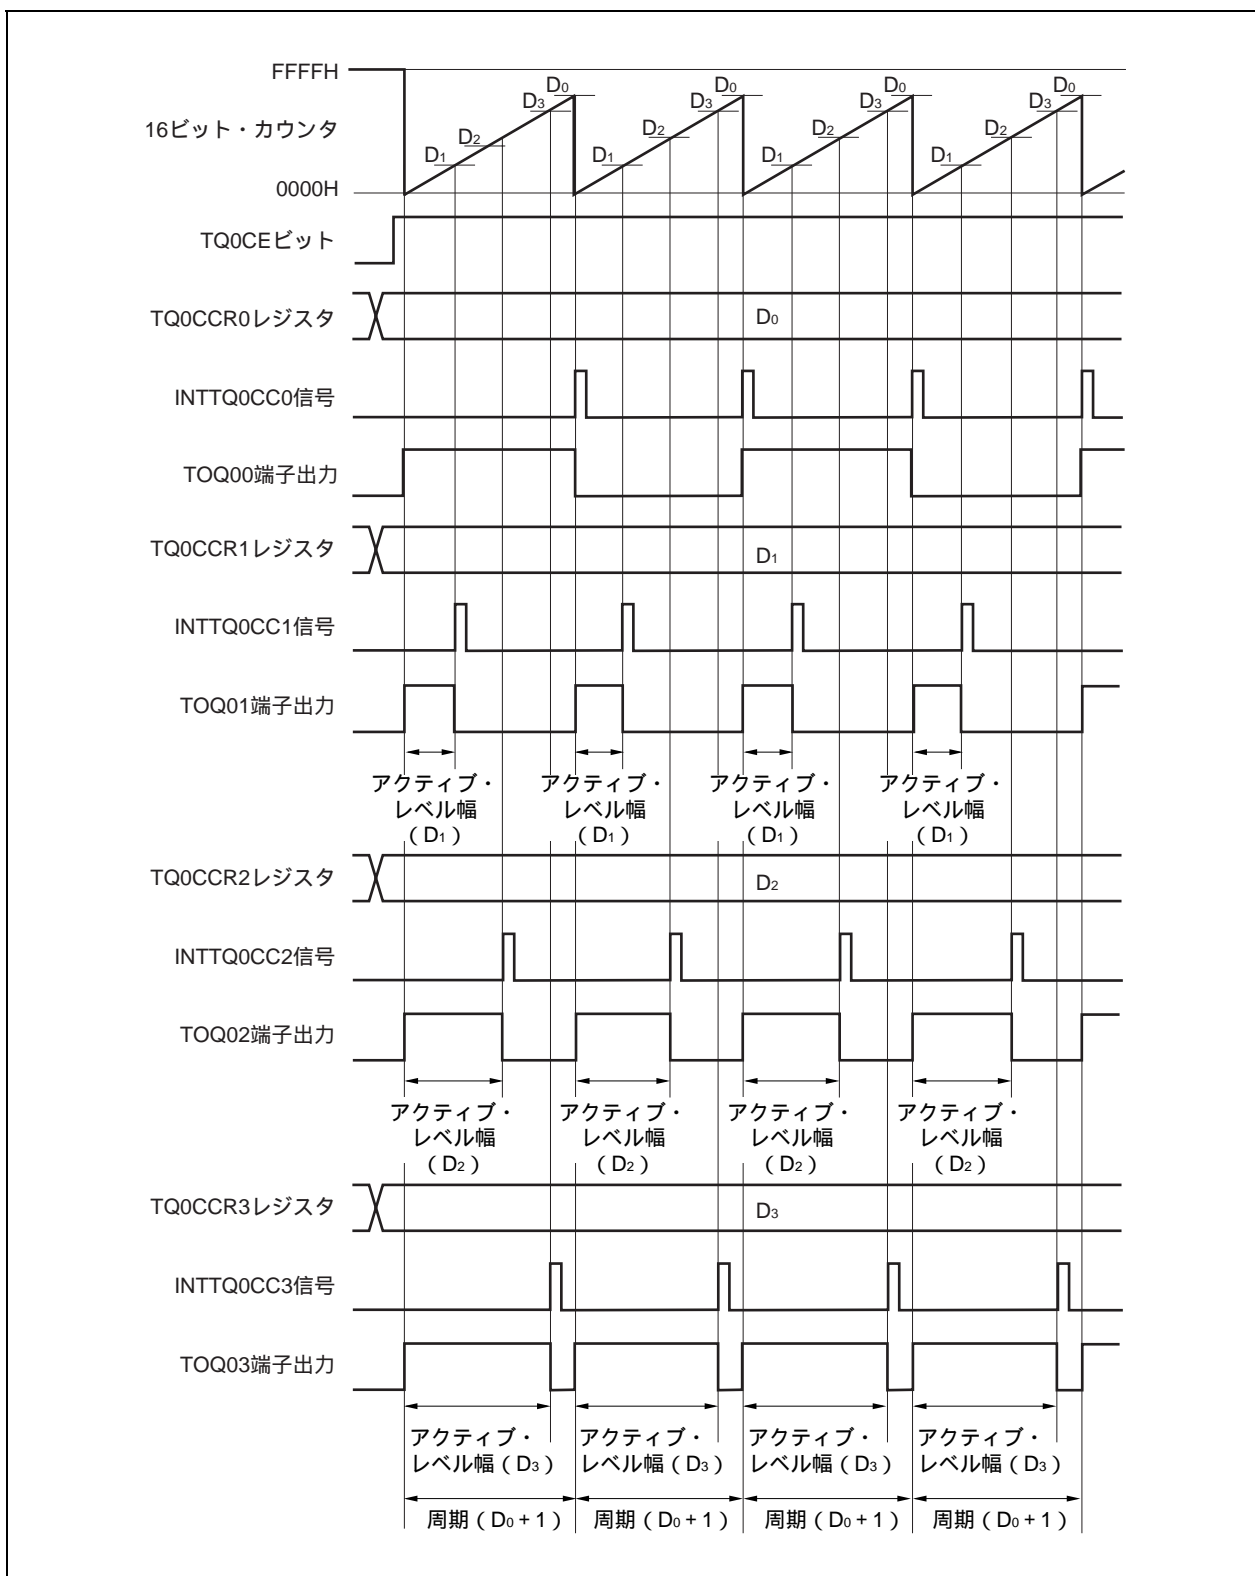 FFFFH
D0 D0 D0 D0
D3 D3 D3 D3
16ビット・カウンタ
D2 D2 D2 D2
D1 D1 D1 D1
0000H
TQ0CEビット
TQ0CCR0レジスタ
D0
INTTQ0CC0信号
TOQ00端子出力
TQ0CCR1レジスタ
D1
INTTQ0CC1信号
TOQ01端子出力
アクティブ・ アクティブ・ アクティブ・ アクティブ・
レベル幅 レベル幅 レベル幅 レベル幅
(D1) (D1) (D1) (D1)
TQ0CCR2レジスタ
D2
INTTQ0CC2信号
TOQ02端子出力
アクティブ・ アクティブ・ アクティブ・ アクティブ・
レベル幅 レベル幅 レベル幅 レベル幅
(D2) (D2) (D2) (D2)
TQ0CCR3レジスタ
D3
INTTQ0CC3信号
TOQ03端子出力
アクティブ・ アクティブ・ アクティブ・ アクティブ・
レベル幅(D3) レベル幅(D3) レベル幅(D3) レベル幅(D3)
周期(D0+1) 周期(D0+1) 周期(D0+1) 周期(D0+1)